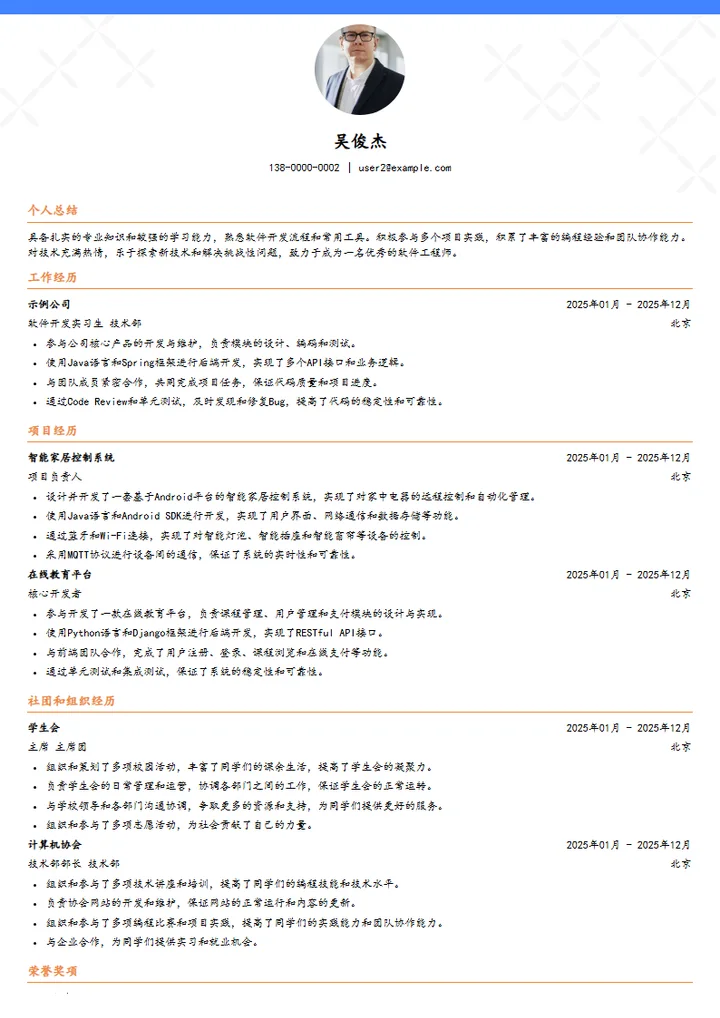 吴俊杰
138-0000-0002 | user2@example.com
个人总结
具备扎实的专业知识和较强的学习能力，熟悉软件开发流程和常用工具。积极参与多个项目实践，积累了丰富的编程经验和团队协作能力。
对技术充满热情，乐于探索新技术和解决挑战性问题，致力于成为一名优秀的软件工程师。
工作经历
示例公司 2025年01月 - 2025年12月
软件开发实习生 技术部 北京
• 参与公司核心产品的开发与维护，负责模块的设计、编码和测试。
• 使用Java语言和Spring框架进行后端开发，实现了多个API接口和业务逻辑。
• 与团队成员紧密合作，共同完成项目任务，保证代码质量和项目进度。
• 通过Code Review和单元测试，及时发现和修复Bug，提高了代码的稳定性和可靠性。
项目经历
智能家居控制系统 2025年01月 - 2025年12月
项目负责人 北京
• 设计并开发了一套基于Android平台的智能家居控制系统，实现了对家中电器的远程控制和自动化管理。
• 使用Java语言和Android SDK进行开发，实现了用户界面、网络通信和数据存储等功能。
• 通过蓝牙和Wi-Fi连接，实现了对智能灯泡、智能插座和智能窗帘等设备的控制。
• 采用MQTT协议进行设备间的通信，保证了系统的实时性和可靠性。
在线教育平台 2025年01月 - 2025年12月
核心开发者 北京
• 参与开发了一款在线教育平台，负责课程管理、用户管理和支付模块的设计与实现。
• 使用Python语言和Django框架进行后端开发，实现了RESTful API接口。
• 与前端团队合作，完成了用户注册、登录、课程浏览和在线支付等功能。
• 通过单元测试和集成测试，保证了系统的稳定性和可靠性。
社团和组织经历
学生会 2025年01月 - 2025年12月
主席 主席团 北京
• 组织和策划了多项校园活动，丰富了同学们的课余生活，提高了学生会的凝聚力。
• 负责学生会的日常管理和运营，协调各部门之间的工作，保证学生会的正常运转。
• 与学校领导和各部门沟通协调，争取更多的资源和支持，为同学们提供更好的服务。
• 组织和参与了多项志愿活动，为社会贡献了自己的力量。
计算机协会 2025年01月 - 2025年12月
技术部部长 技术部 北京
• 组织和参与了多项技术讲座和培训，提高了同学们的编程技能和技术水平。
• 负责协会网站的开发和维护，保证网站的正常运行和内容的更新。
• 组织和参与了多项编程比赛和项目实践，提高了同学们的实践能力和团队协作能力。
• 与企业合作，为同学们提供实习和就业机会。
荣誉奖项